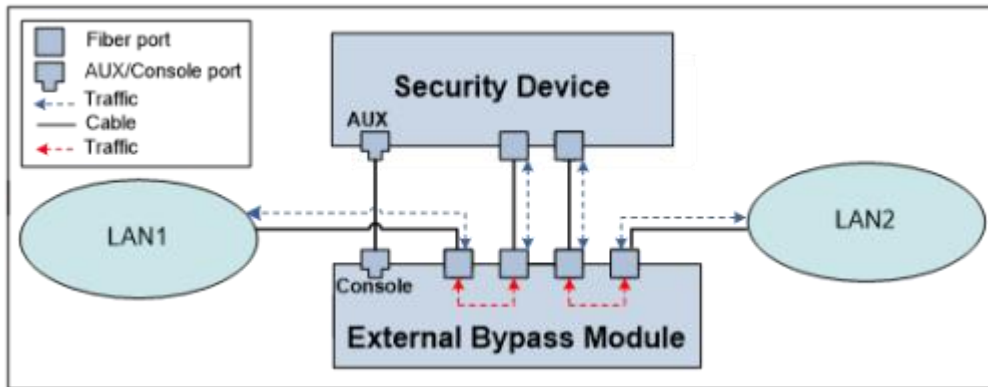 Fiber port
AUX/Console port
Traffic
Cable
Traffic
Security Device
AUX
LAN1
LAN2
Console
External Bypass Module